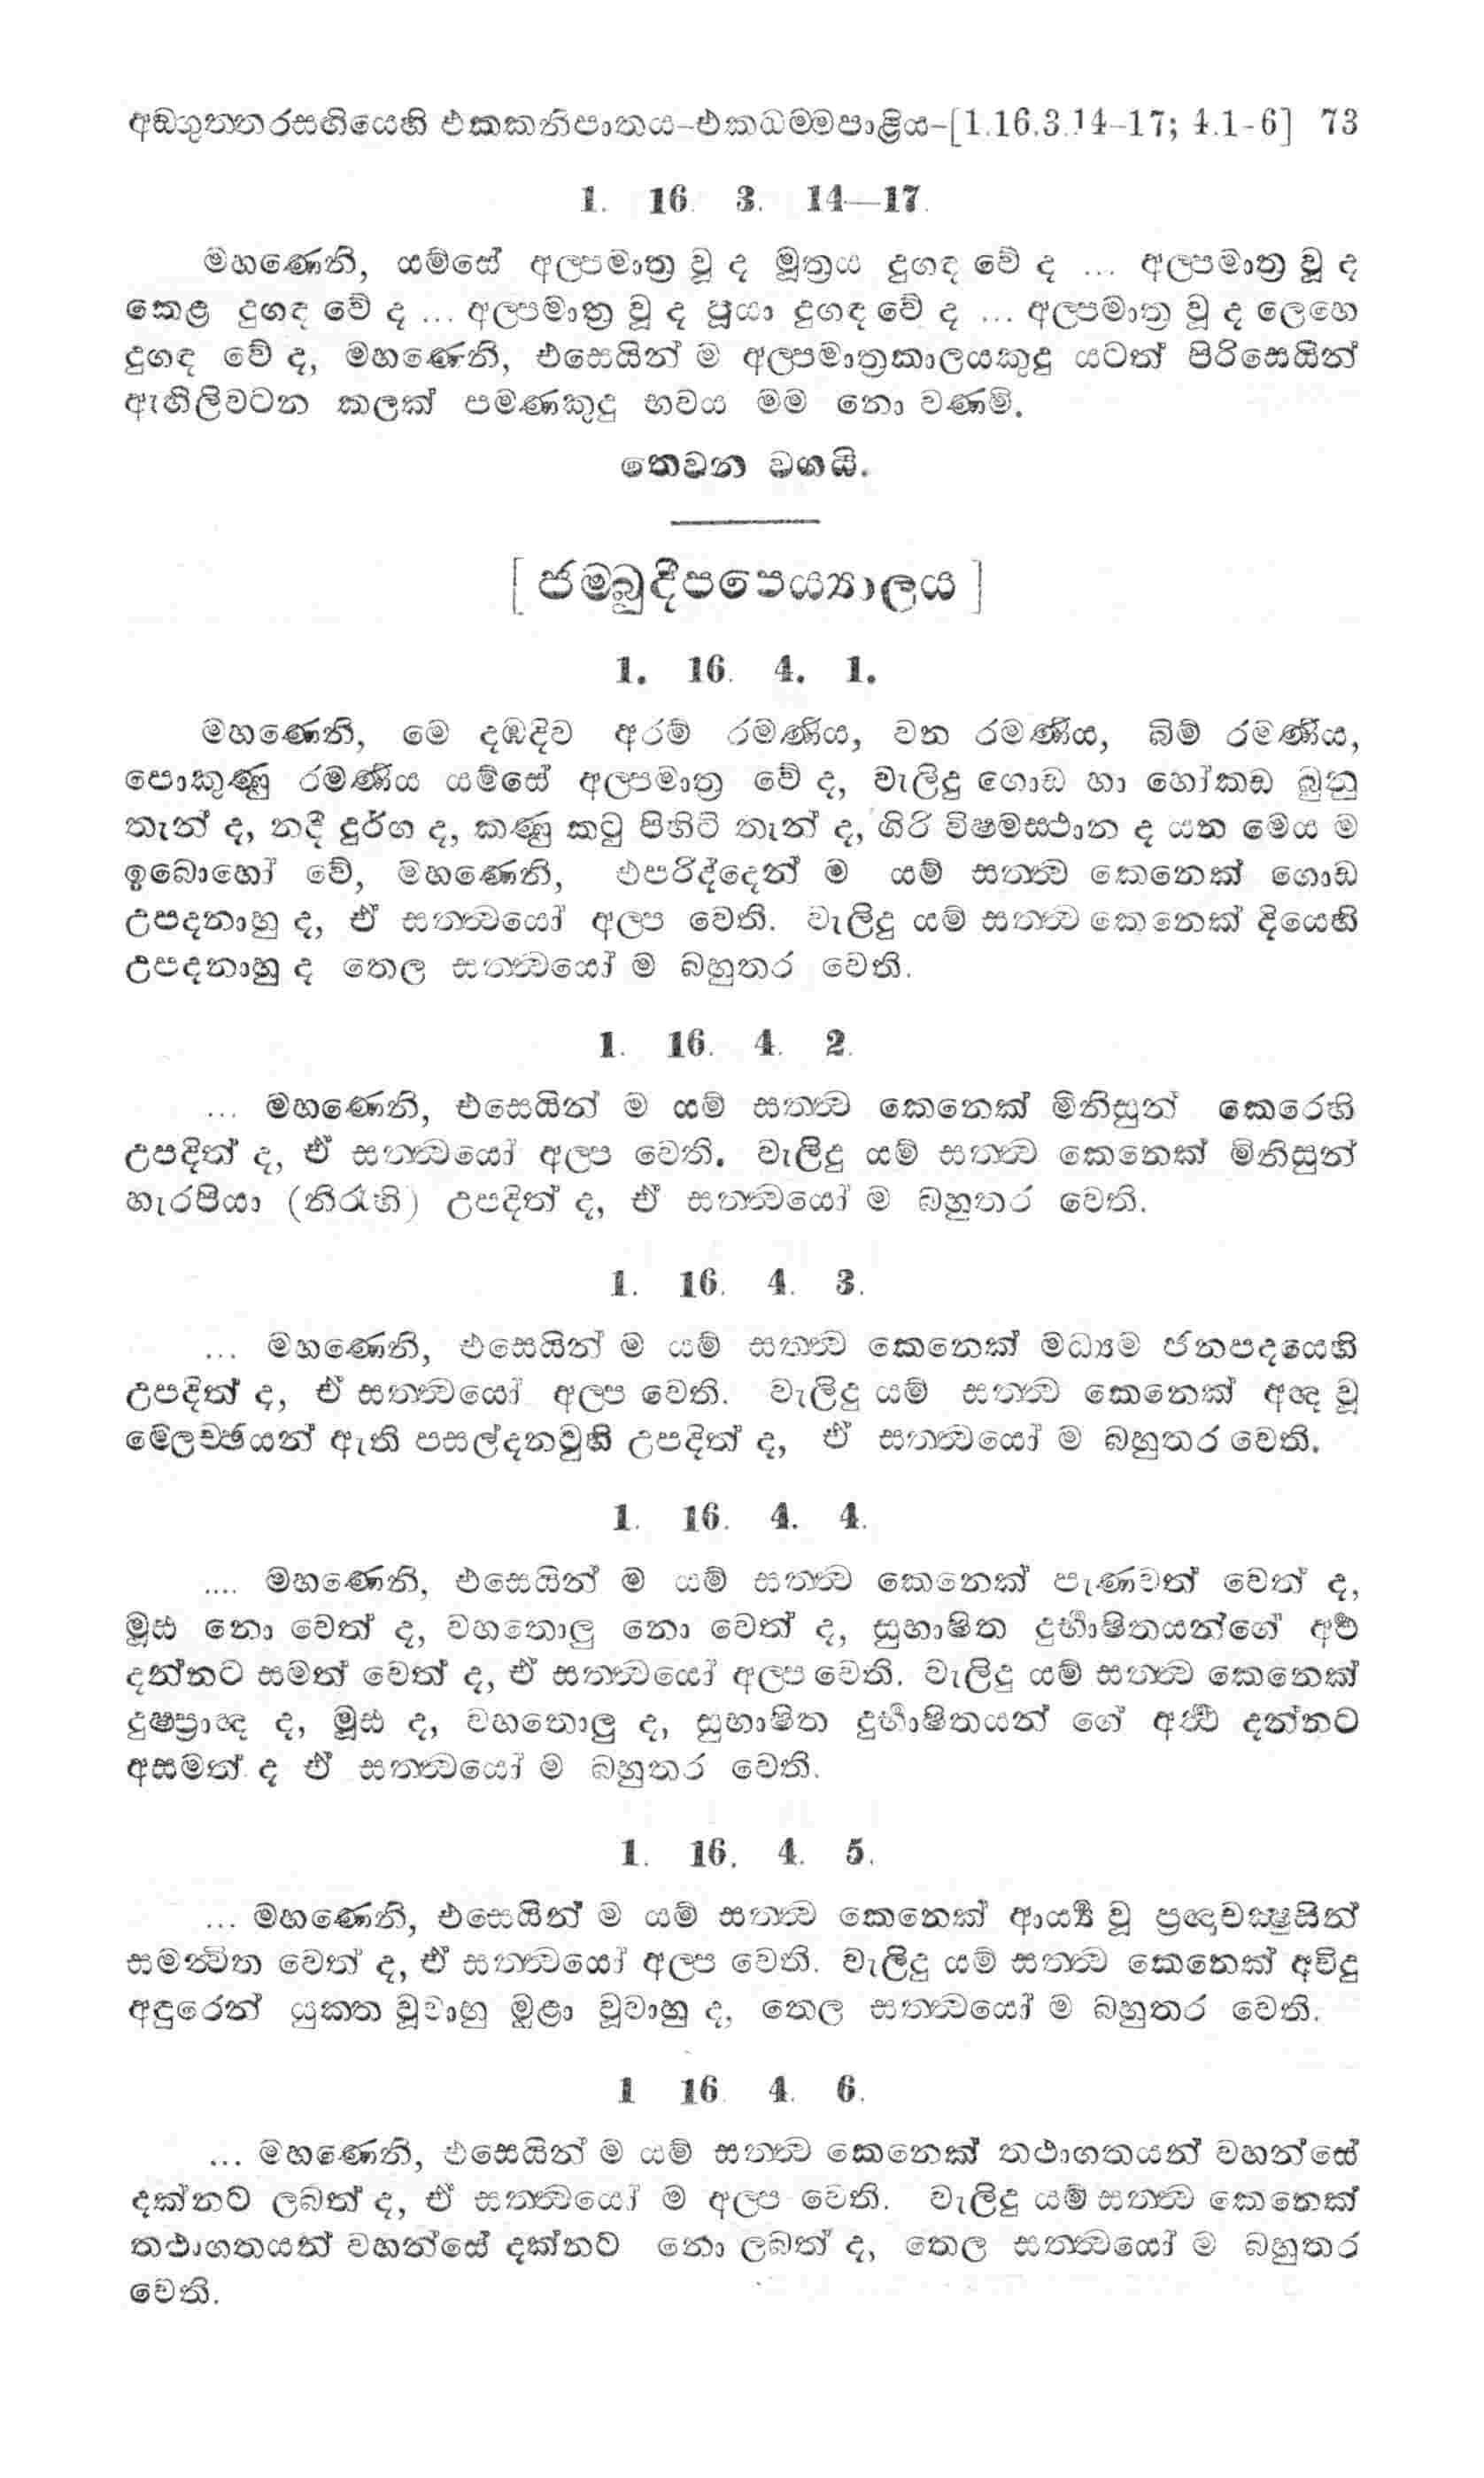 අඞ්ගුත්තරසඟියෙහි එකකනිපාතය-එකධම්මපාළිය-[1.16.3.14-17; 4.1-6] 73
1. 16. 3. 14—17.
මහණෙනි, යම්සේ අල්පමාත්‍ර වූ ද මූත්‍රය දුගඳ වේ ද ... අල්පමාත්‍ර වූ ද
කෙළ දුගඳ වේ ද ... අල්පමාත්‍ර වූ ද පූයා දුගඳ වේ ද ... අල්පමාත්‍ර වූ ද ලෙහෙ
දුගඳ වේ ද, මහණෙනි, එසෙයින් ම අල්පමාත්‍රකාලයකුදු යටත් පිරිසෙයින්
ඇඟිලිවටන කලක් පමණකුදු භවය මම නො වණමි.
තෙවන වගයි.
[ ජම්බුදීපපෙය්‍යාලය ]
1. 16. 4. 1.
මහණෙනි, මෙ දඹදිව අරම් රමණීය, වන රමණීය, බිම් රමණීය,
පොකුණු රමණීය යම්සේ අල්පමාත්‍ර වේ ද, වැලිදු ගොඩ හා හෝකඩ බුනු
තැන් ද, නදී දුර්ග ද, කණු කටු පිහිටි තැන් ද, ගිරි විෂමස්ථාන ද යන මෙය ම
ඉබොහෝ වේ, මහණෙනි, එපරිද්දෙන් ම යම් සත්ත්ව කෙනෙක් ගොඩ
උපදනාහු ද, ඒ සත්ත්වයෝ අල්ප වෙති. වැලිදු යම් සත්ත්ව කෙනෙක් දියෙහි
උපදනාහු ද තෙල සත්ත්වයෝ ම බහුතර වෙති.
1. 16. 4. 2.
... මහණෙනි, එසෙයින් ම යම් සත්ත්ව කෙනෙක් මිනිසුන් කෙරෙහි
උපදිත් ද, ඒ සත්ත්වයෝ අල්ප වෙති. වැලිදු යම් සත්ත්ව කෙනෙක් මිනිසුන්
හැරපියා (තිරැහි) උපදිත් ද, ඒ සත්ත්වයෝ ම බහුතර වෙති.
1. 16. 4. 3.
... මහණෙනි, එසෙයින් ම යම් සත්ත්ව කෙනෙක් මධ්‍යම ජනපදයෙහි
උපදිත් ද, ඒ සත්ත්වයෝ අල්ප වෙති. වැලිදු යම් සත්ත්ව කෙනෙක් අඥ වූ
මේලච්ඡයන් ඇති පසල්දනවුහි උපදිත් ද, ඒ සත්ත්වයෝ ම බහුතර වෙති.
1. 16. 4. 4.
.... මහණෙනි, එසෙයින් ම යම් සත්ත්ව කෙනෙක් පැණවත් වෙත් ද,
මූඪ නො වෙත් ද, වහතොලු නො වෙත් ද, සුභාෂිත දුර්භාෂිතයන්ගේ අර්ථ
දන්නට සමත් වෙත් ද, ඒ සත්ත්වයෝ අල්ප වෙති. වැලිදු යම් සත්ත්ව කෙනෙක්
දුෂ්ප්‍රාඥ ද, මූඪ ද, වහතොලු ද, සුභාෂිත දුර්භාෂිතයන් ගේ අර්ත්ථ දන්නට
අසමත් ද ඒ සත්ත්වයෝ ම බහුතර වෙති.
1. 16. 4. 5.
... මහණෙනි, එසෙයින් ම යම් සත්ත්ව කෙනෙක් ආර්ය්‍ය වූ ප්‍රඥාචක්‍ෂුසින්
සමන්විත වෙත් ද, ඒ සත්ත්වයෝ අල්ප වෙති. වැලිදු යම් සත්ත්ව කෙනෙක් අවිදු
අඳුරෙන් යුක්ත වූවාහු මුළා වූවාහු ද, තෙල සත්ත්වයෝ ම බහුතර වෙති.
1 16. 4. 6.
... මහණෙනි, එසෙයින් ම යම් සත්ත්ව කෙනෙක් තථාගතයන් වහන්සේ
දක්නට ලබත් ද, ඒ සත්ත්වයෝ ම අල්ප වෙති. වැලිදු යම් සත්ත්ව කෙනෙක්
තථාගතයන් වහන්සේ දක්නට නො ලබත් ද, තෙල සත්ත්වයෝ ම බහුතර
වෙති.